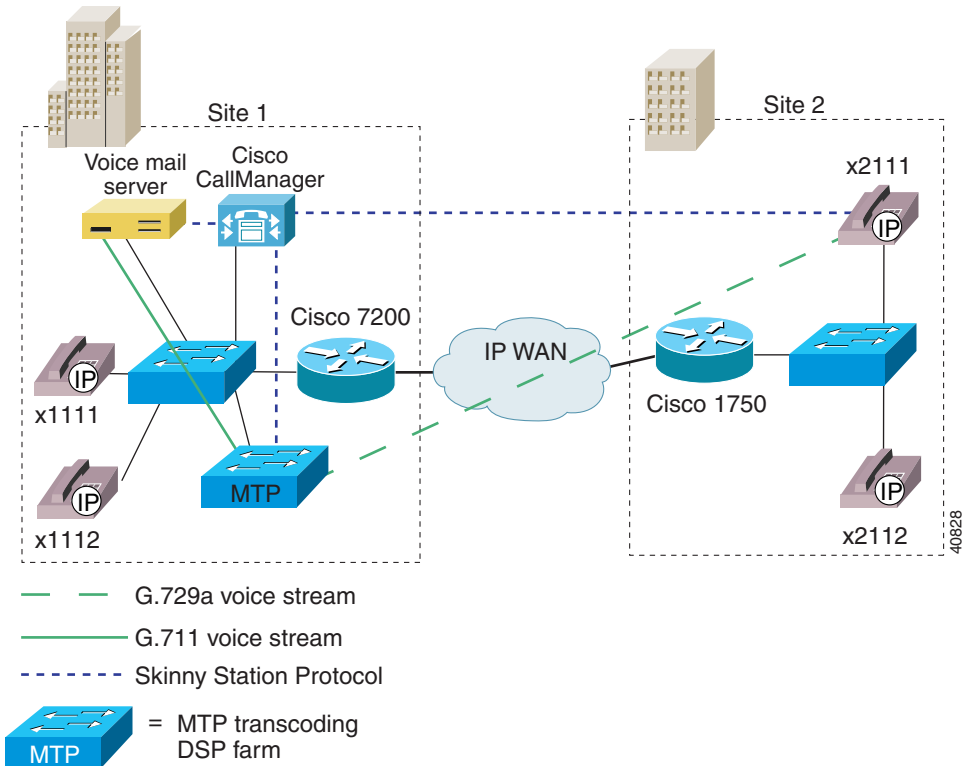 Site 1
Site 2
Voice mail
server
Cisco
CallManager
x2111
IP
Cisco 7200
IP WAN
IP
x1111
Cisco 1750
MTP
IP
x1112
IP
x2112
40828
G.729a voice stream
G.711 voice stream
Skinny Station Protocol
MTP
= MTP transcoding
DSP farm